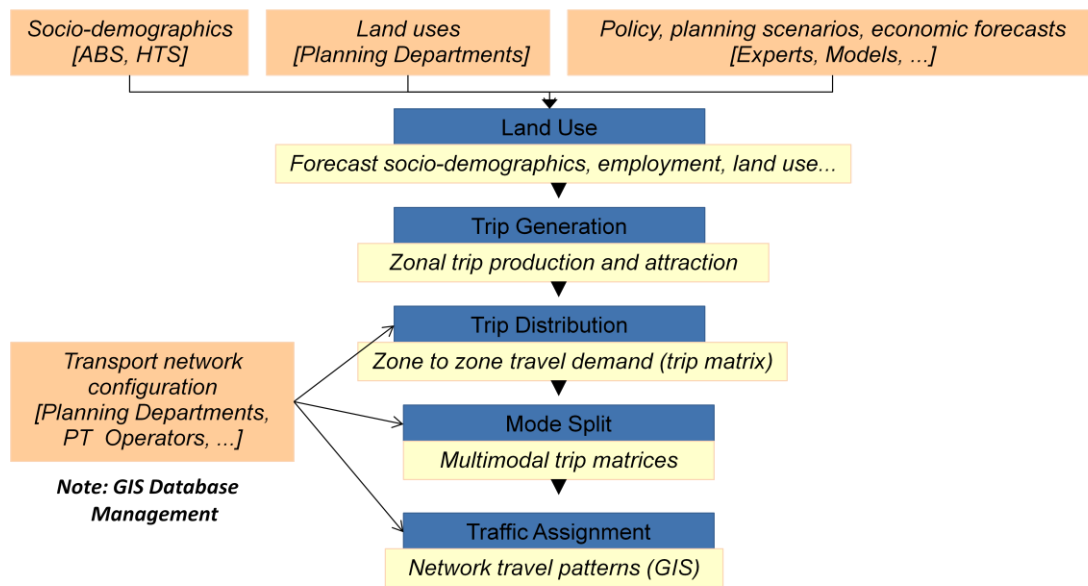 Socio-demographics
[ABS, HTS]
Land uses
[Planning Departments]
Policy, planning scenarios, economic forecasts
[Experts, Models, ...]
Land Use
Forecast socio-demographics, employment, land use...
Trip Generation
Zonal trip production and attraction
Trip Distribution
Zone to zone travel demand (trip matrix)
Transport network
configuration
[Planning Departments,
PT Operators, ...]
Mode Split
Multimodal trip matrices
Note: GIS Database
Management
Traffic Assignment
Network travel patterns (GIS)